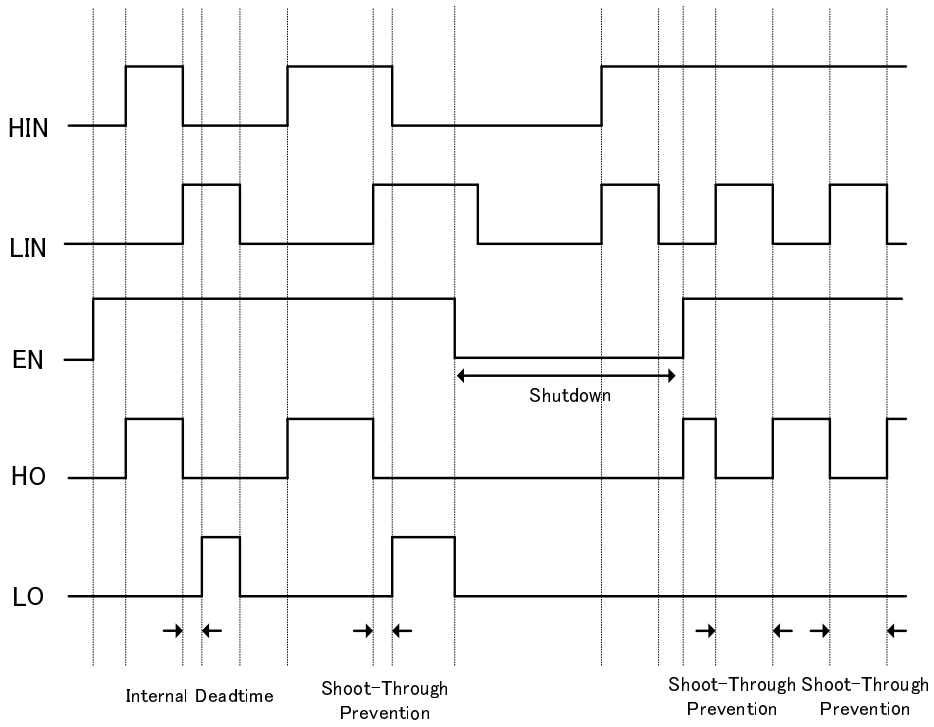 HIN
LIN
EN
Shutdown
HO
LO
Internal Deadtime
Shoot-Through
Prevention
Shoot-Through
Prevention
Shoot-Through
Prevention